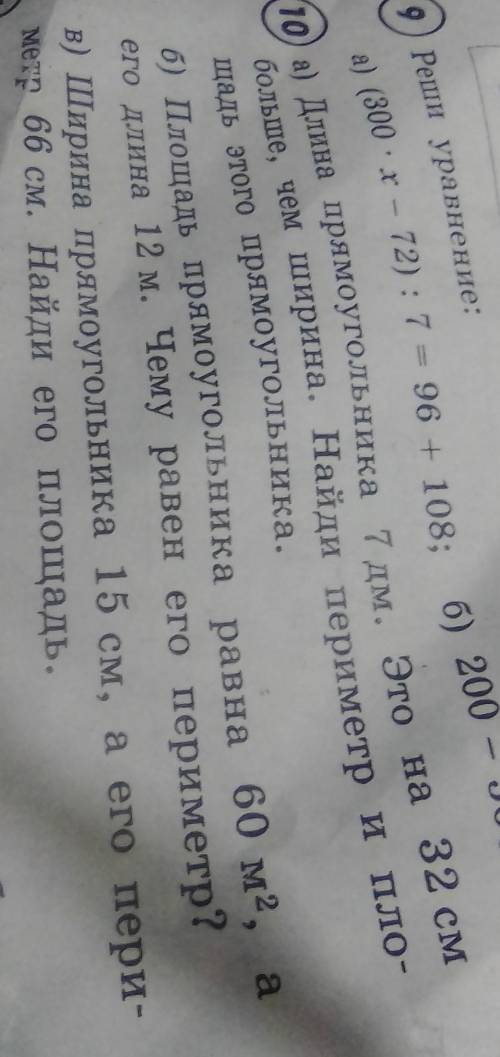 9 Реши уравнение:
а) (300 · x – 72) : 7 = 96 + 108; б) 200 –
10 а) Длина прямоугольника 7 дм. Это на 32 см
больше, чем ширина. Найди периметр и пло-
щадь этого прямоугольника.
б) Площадь прямоугольника равна 60 м², а
его длина 12 м. Чему равен его периметр?
в) Ширина прямоугольника 15 см, а его пери-
метр 66 см. Найди его площадь.